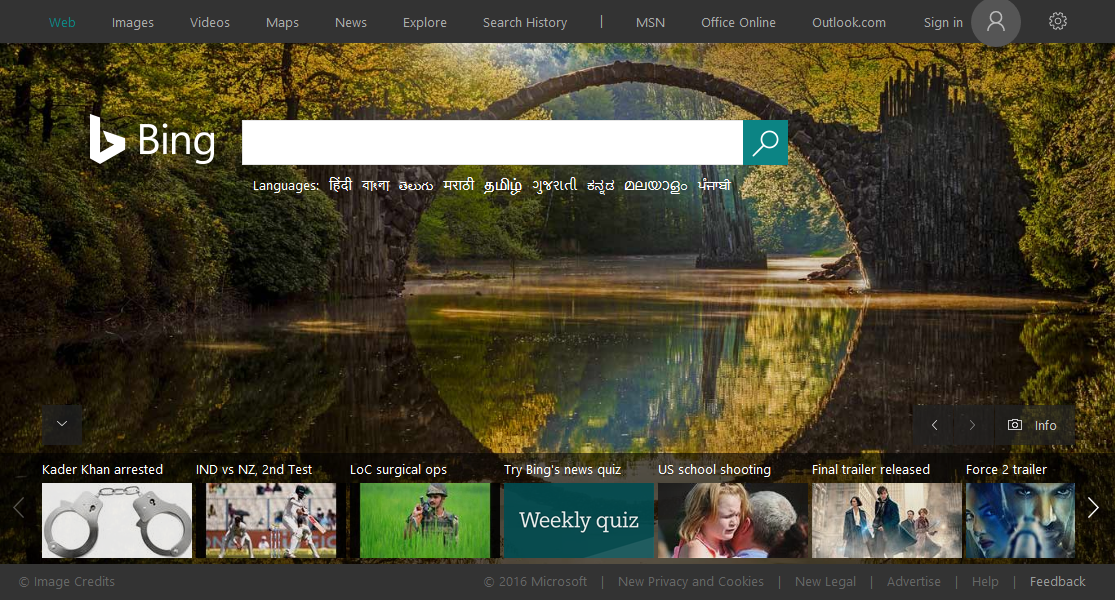 Web Images Videos Maps News Explore Search History | MSN Office Online Outlook.com Sign in
Bing
Languages: हिंदी বাংলা తెలుగు मराठी தமிழ் ગુજરાતી ಕನ್ನಡ മലയാളം ਪੰਜਾਬੀ
Info
Kader Khan arrested IND vs NZ, 2nd Test LoC surgical ops Try Bing's news quiz US school shooting Final trailer released Force 2 trailer
Weekly quiz
© Image Credits © 2016 Microsoft | New Privacy and Cookies | New Legal | Advertise | Help | Feedback